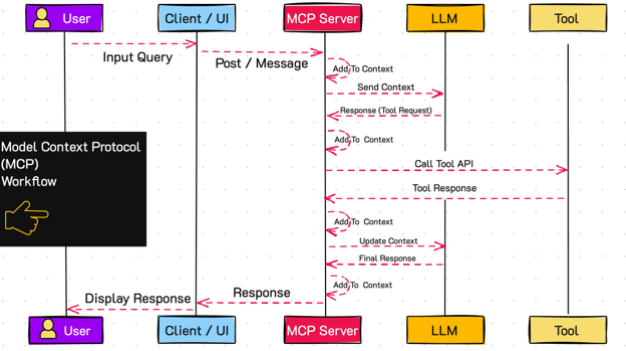 User
Client / UI
MCP Server
LLM
Tool
Input Query
Post / Message
Add To Context
Send Context
Response (Tool Request)
Add To Context
Model Context Protocol
(MCP)
Workflow
Call Tool API
Tool Response
Add To Context
Update Context
Final Response
Add To Context
Response
Display Response
User
Client / UI
MCP Server
LLM
Tool